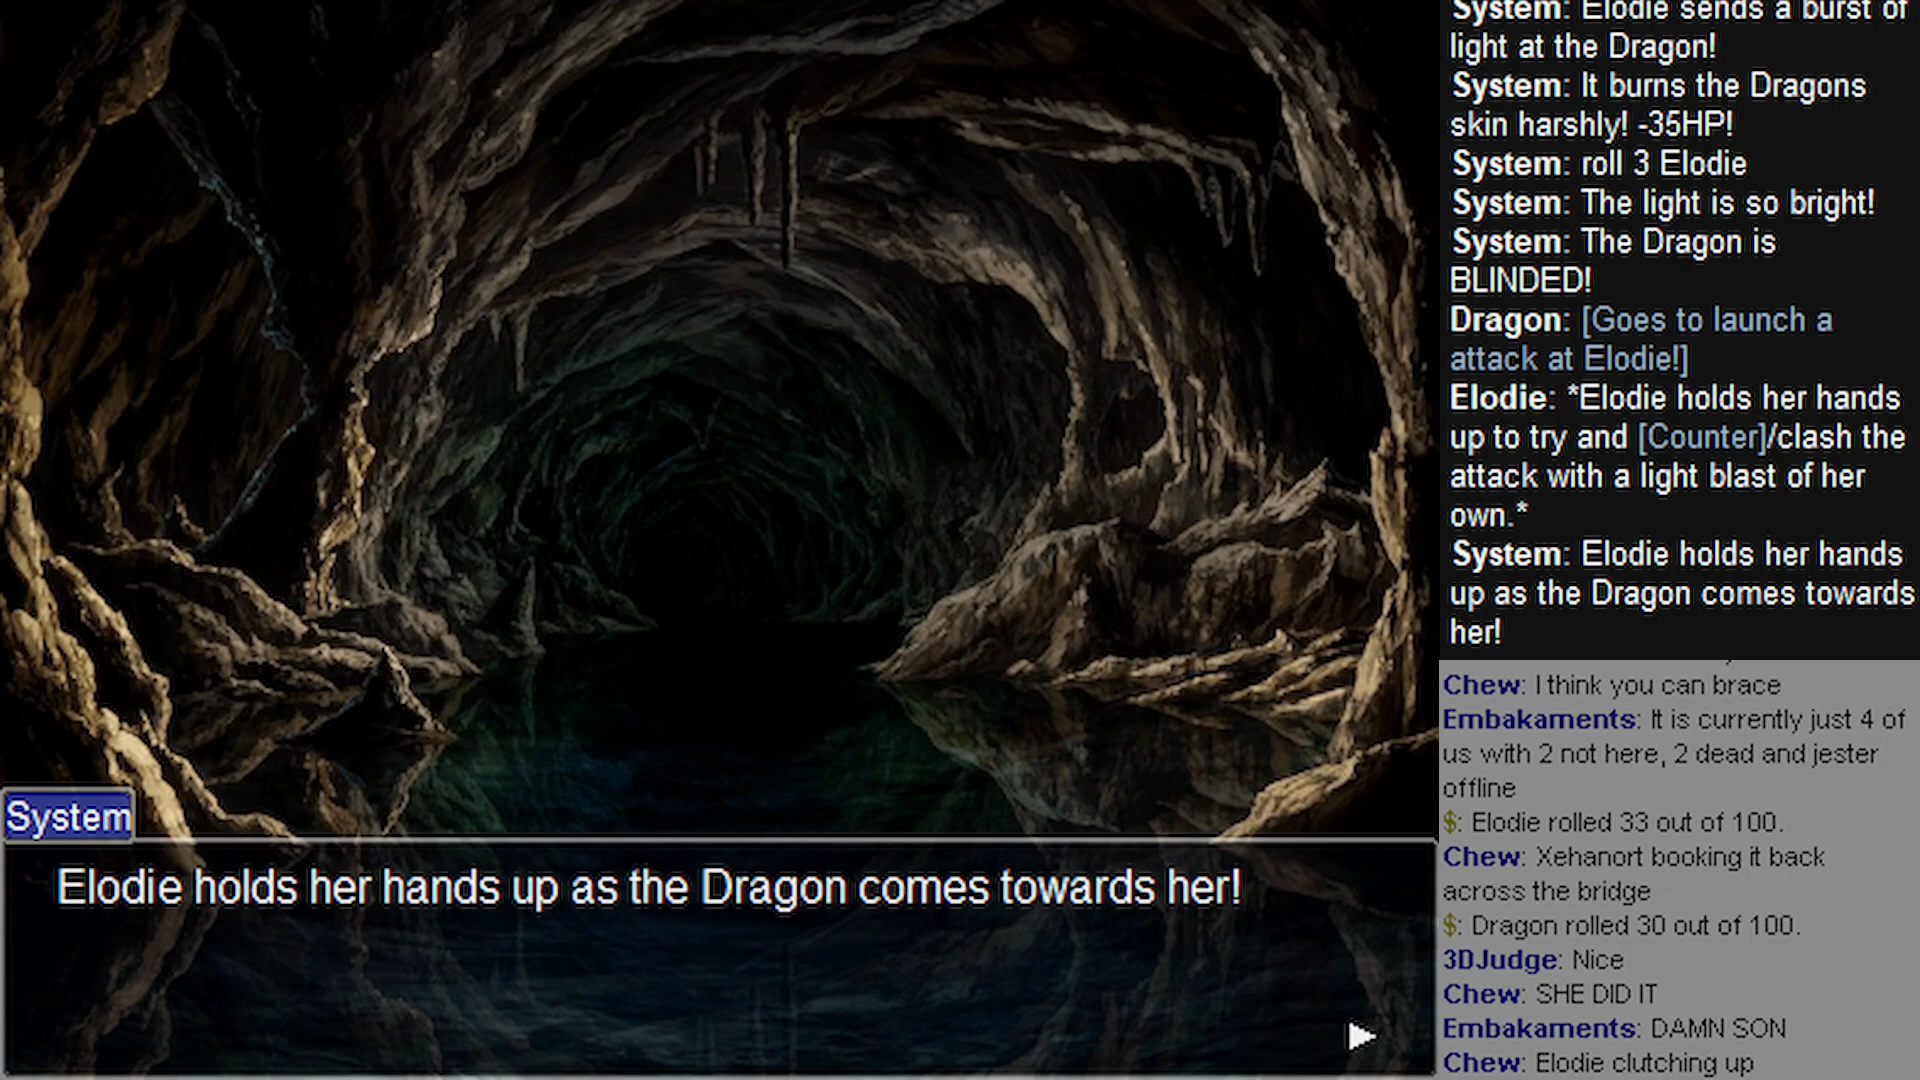 System
Elodie holds her hands up as the Dragon comes towards her!
System: Elodie sends a burst of
light at the Dragon!
System: It burns the Dragons
skin harshly! -35HP!
System: roll 3 Elodie
System: The light is so bright!
System: The Dragon is
BLINDED!
Dragon: [Goes to launch a
attack at Elodie!]
Elodie: *Elodie holds her hands
up to try and [Counter]/clash the
attack with a light blast of her
own.*
System: Elodie holds her hands
up as the Dragon comes towards
her!
Chew: I think you can brace
Embakaments: It is currently just 4 of
us with 2 not here, 2 dead and jester
offline
$: Elodie rolled 33 out of 100.
Chew: Xehanort booking it back
across the bridge
$: Dragon rolled 30 out of 100.
3DJudge: Nice
Chew: SHE DID IT
Embakaments: DAMN SON
Chew: Elodie clutching up